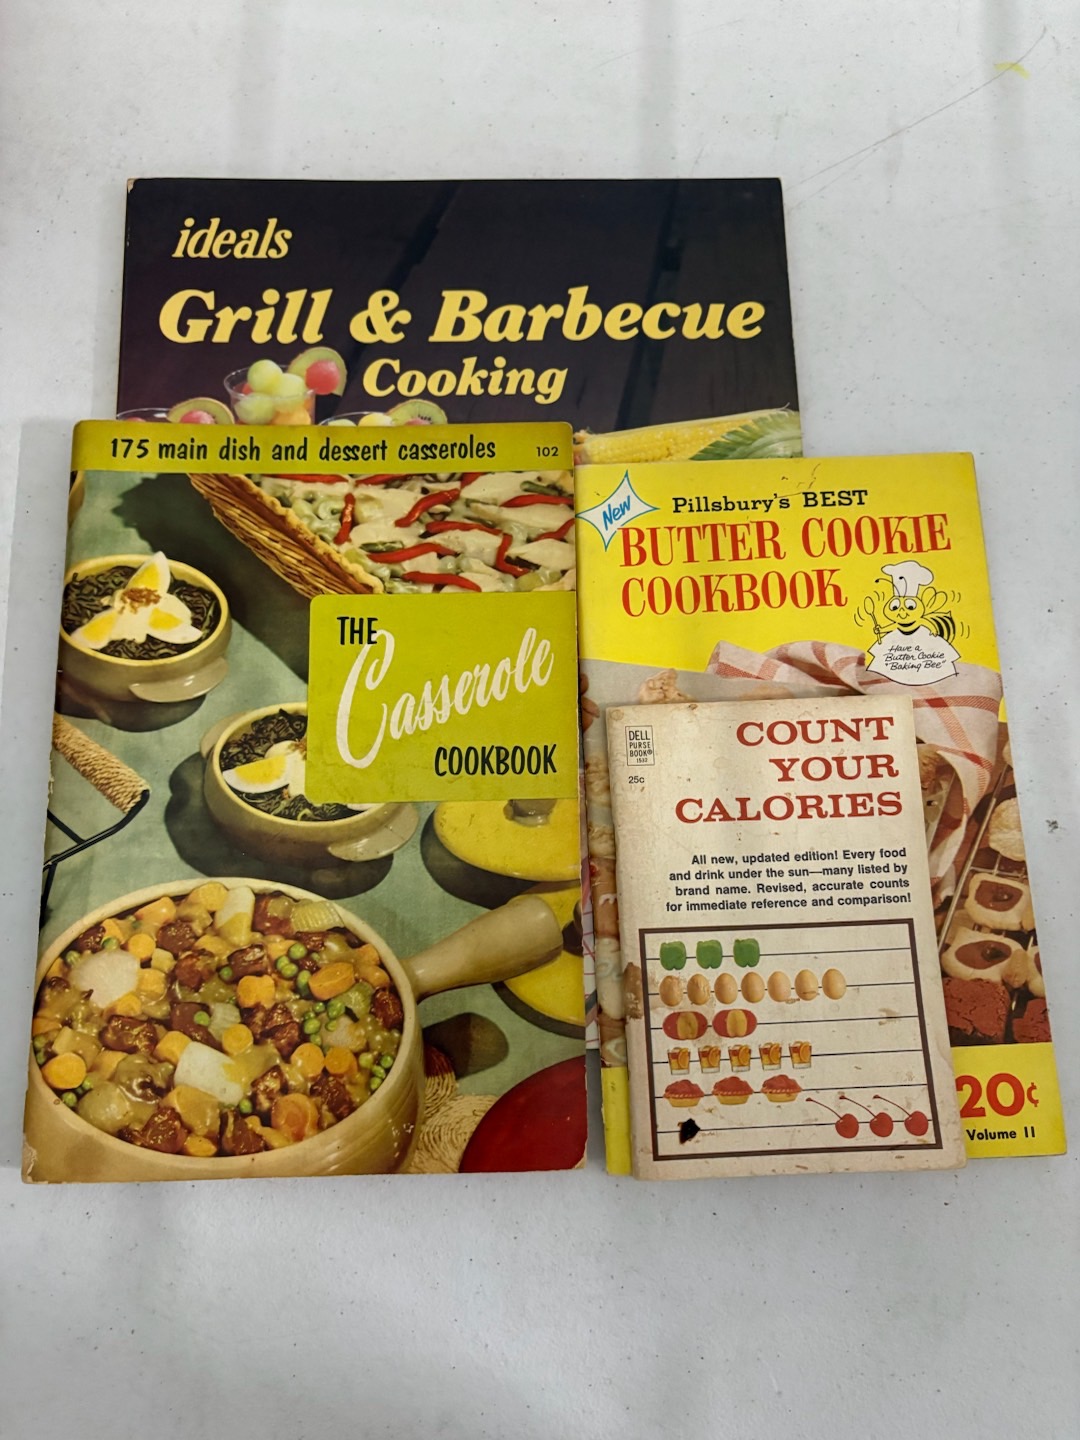 ideals
Grill & Barbecue
Cooking
175 main dish and dessert casseroles 102
THE
Casserole
COOKBOOK
New
Pillsbury's BEST
BUTTER COOKIE
COOKBOOK
Have a
Butter Cookie
"Baking Bee"
DELL
PURSE
BOOK®
1532
25c
COUNT
YOUR
CALORIES
All new, updated edition! Every food
and drink under the sun—many listed by
brand name. Revised, accurate counts
for immediate reference and comparison!
20¢
Volume II